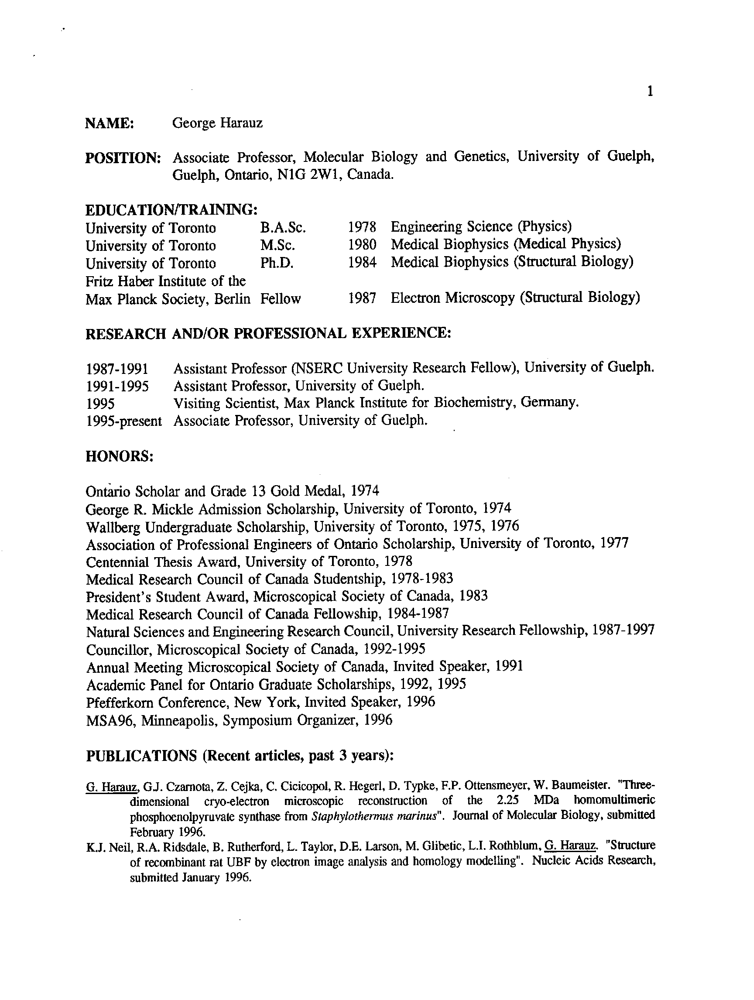 1
NAME: George Harauz
POSITION: Associate Professor, Molecular Biology and Genetics, University of Guelph,
Guelph, Ontario, N1G 2W1, Canada.
EDUCATION/TRAINING:
University of Toronto B.A.Sc. 1978 Engineering Science (Physics)
University of Toronto M.Sc. 1980 Medical Biophysics (Medical Physics)
University of Toronto Ph.D. 1984 Medical Biophysics (Structural Biology)
Fritz Haber Institute of the
Max Planck Society, Berlin Fellow 1987 Electron Microscopy (Structural Biology)
RESEARCH AND/OR PROFESSIONAL EXPERIENCE:
1987-1991 Assistant Professor (NSERC University Research Fellow), University of Guelph.
1991-1995 Assistant Professor, University of Guelph.
1995 Visiting Scientist, Max Planck Institute for Biochemistry, Germany.
1995-present Associate Professor, University of Guelph.
HONORS:
Ontario Scholar and Grade 13 Gold Medal, 1974
George R. Mickle Admission Scholarship, University of Toronto, 1974
Wallberg Undergraduate Scholarship, University of Toronto, 1975, 1976
Association of Professional Engineers of Ontario Scholarship, University of Toronto, 1977
Centennial Thesis Award, University of Toronto, 1978
Medical Research Council of Canada Studentship, 1978-1983
President's Student Award, Microscopical Society of Canada, 1983
Medical Research Council of Canada Fellowship, 1984-1987
Natural Sciences and Engineering Research Council, University Research Fellowship, 1987-1997
Councillor, Microscopical Society of Canada, 1992-1995
Annual Meeting Microscopical Society of Canada, Invited Speaker, 1991
Academic Panel for Ontario Graduate Scholarships, 1992, 1995
Pfefferkorn Conference, New York, Invited Speaker, 1996
MSA96, Minneapolis, Symposium Organizer, 1996
PUBLICATIONS (Recent articles, past 3 years):
G. Harauz, G.J. Czarnota, Z. Cejka, C. Cicicopol, R. Hegerl, D. Typke, F.P. Ottensmeyer, W. Baumeister. "Three-
dimensional cryo-electron microscopic reconstruction of the 2.25 MDa homomultimeric
phosphoenolpyruvate synthase from Staphylothermus marinus". Journal of Molecular Biology, submitted
February 1996.
K.J. Neil, R.A. Ridsdale, B. Rutherford, L. Taylor, D.E. Larson, M. Glibetic, L.I. Rothblum, G. Harauz. "Structure
of recombinant rat UBF by electron image analysis and homology modelling". Nucleic Acids Research,
submitted January 1996.